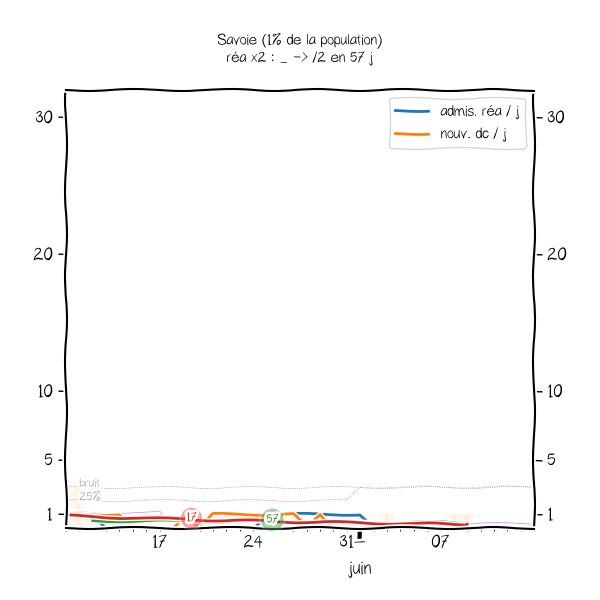 Savoie (1% de la population)
réa x2 : _ -> /2 en 57 j
admis. réa / j
nouv. dc / j
30
30
20
20
10
10
5
5
bruit
25%
1
17
57
1
17
24
31
07
juin